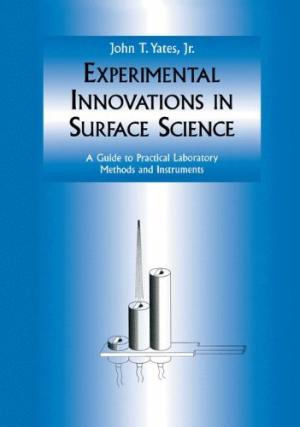 John T. Yates, Jr.
EXPERIMENTAL
INNOVATIONS IN
SURFACE SCIENCE
A Guide to Practical Laboratory
Methods and Instruments